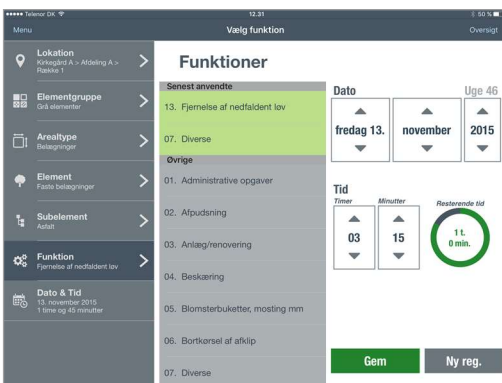 Telenor DK
12.31
50 %
Menu
Vælg funktion
Oversigt
Lokation
Kirkegård A > Afdeling A >
Række 1
Elementgruppe
Grå elementer
Arealtype
Belægninger
Element
Faste belægninger
Subelement
Asfalt
Funktion
Fjernelse af nedfaldent løv
Dato & Tid
13. november 2015
1 time og 45 minutter
Funktioner
Senest anvendte
13. Fjernelse af nedfaldent løv
07. Diverse
Øvrige
01. Administrative opgaver
02. Afpudsning
03. Anlæg/renovering
04. Beskæring
05. Blomsterbuketter, mosting mm
06. Bortkørsel af afklip
07. Diverse
Dato
Uge 46
fredag 13.
november
2015
Tid
Timer
Minutter
03
15
Resterende tid
1 t.
0 min.
Gem
Ny reg.